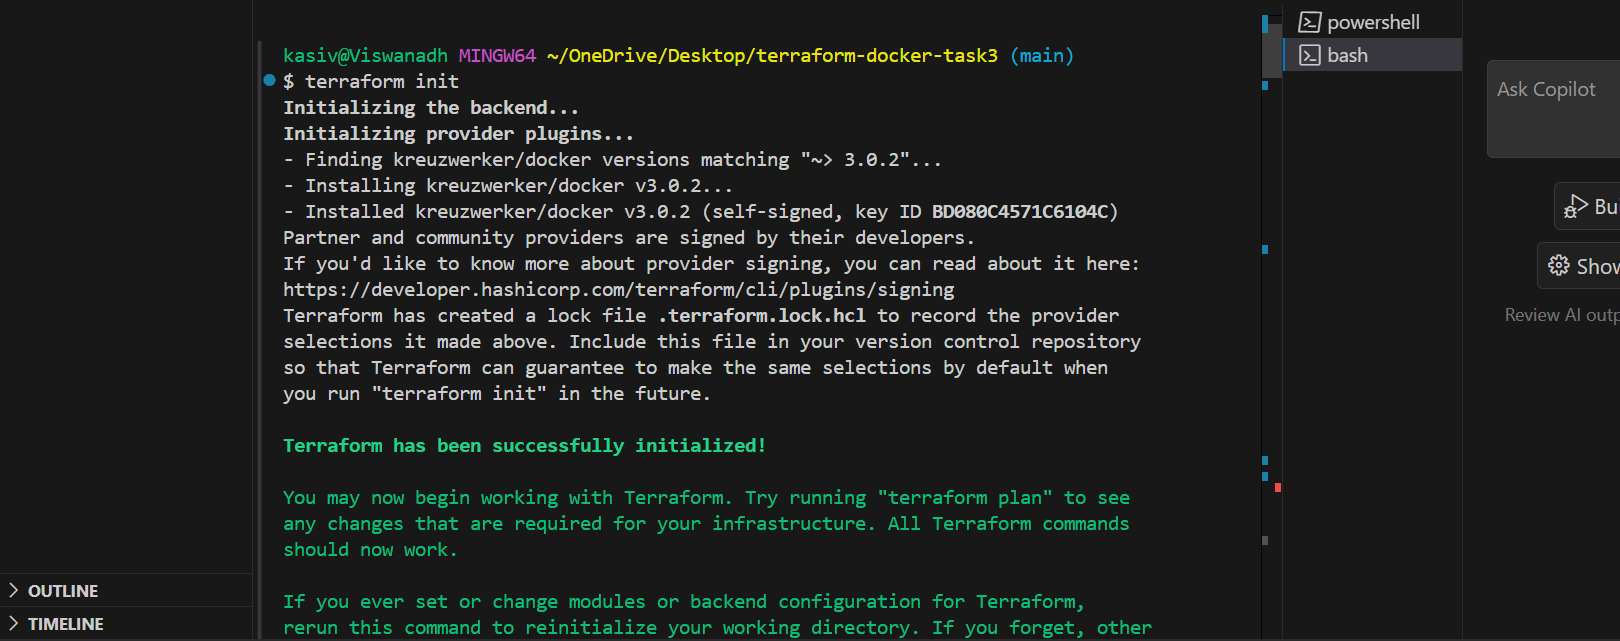 kasiv@Viswanadh MINGW64 ~/OneDrive/Desktop/terraform-docker-task3 (main)
$ terraform init
Initializing the backend...
Initializing provider plugins...
- Finding kreuzwerker/docker versions matching "~> 3.0.2"...
- Installing kreuzwerker/docker v3.0.2...
- Installed kreuzwerker/docker v3.0.2 (self-signed, key ID BD080C4571C6104C)
Partner and community providers are signed by their developers.
If you'd like to know more about provider signing, you can read about it here:
https://developer.hashicorp.com/terraform/cli/plugins/signing
Terraform has created a lock file .terraform.lock.hcl to record the provider
selections it made above. Include this file in your version control repository
so that Terraform can guarantee to make the same selections by default when
you run "terraform init" in the future.
Terraform has been successfully initialized!
You may now begin working with Terraform. Try running "terraform plan" to see
any changes that are required for your infrastructure. All Terraform commands
should now work.
If you ever set or change modules or backend configuration for Terraform,
rerun this command to reinitialize your working directory. If you forget, other
OUTLINE
TIMELINE
powershell
bash
Ask Copilot
Bu
Show
Review AI outp